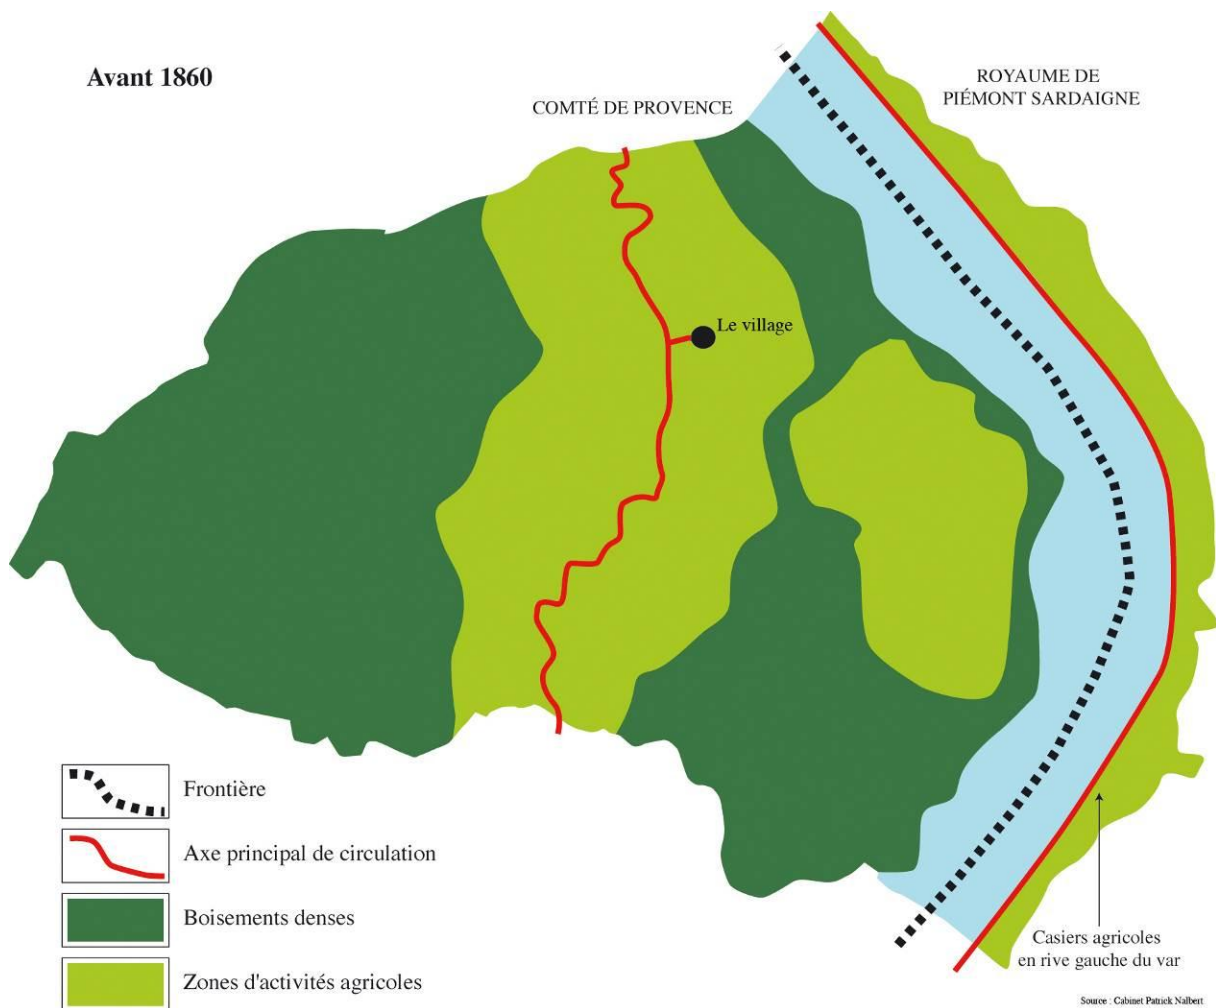 Avant 1860
COMTÉ DE PROVENCE
ROYAUME DE
PIÉMONT SARDAIGNE
Le village
Frontière
Axe principal de circulation
Boisements denses
Zones d'activités agricoles
Casiers agricoles
en rive gauche du var
Source : Cabinet Patrick Nalbert